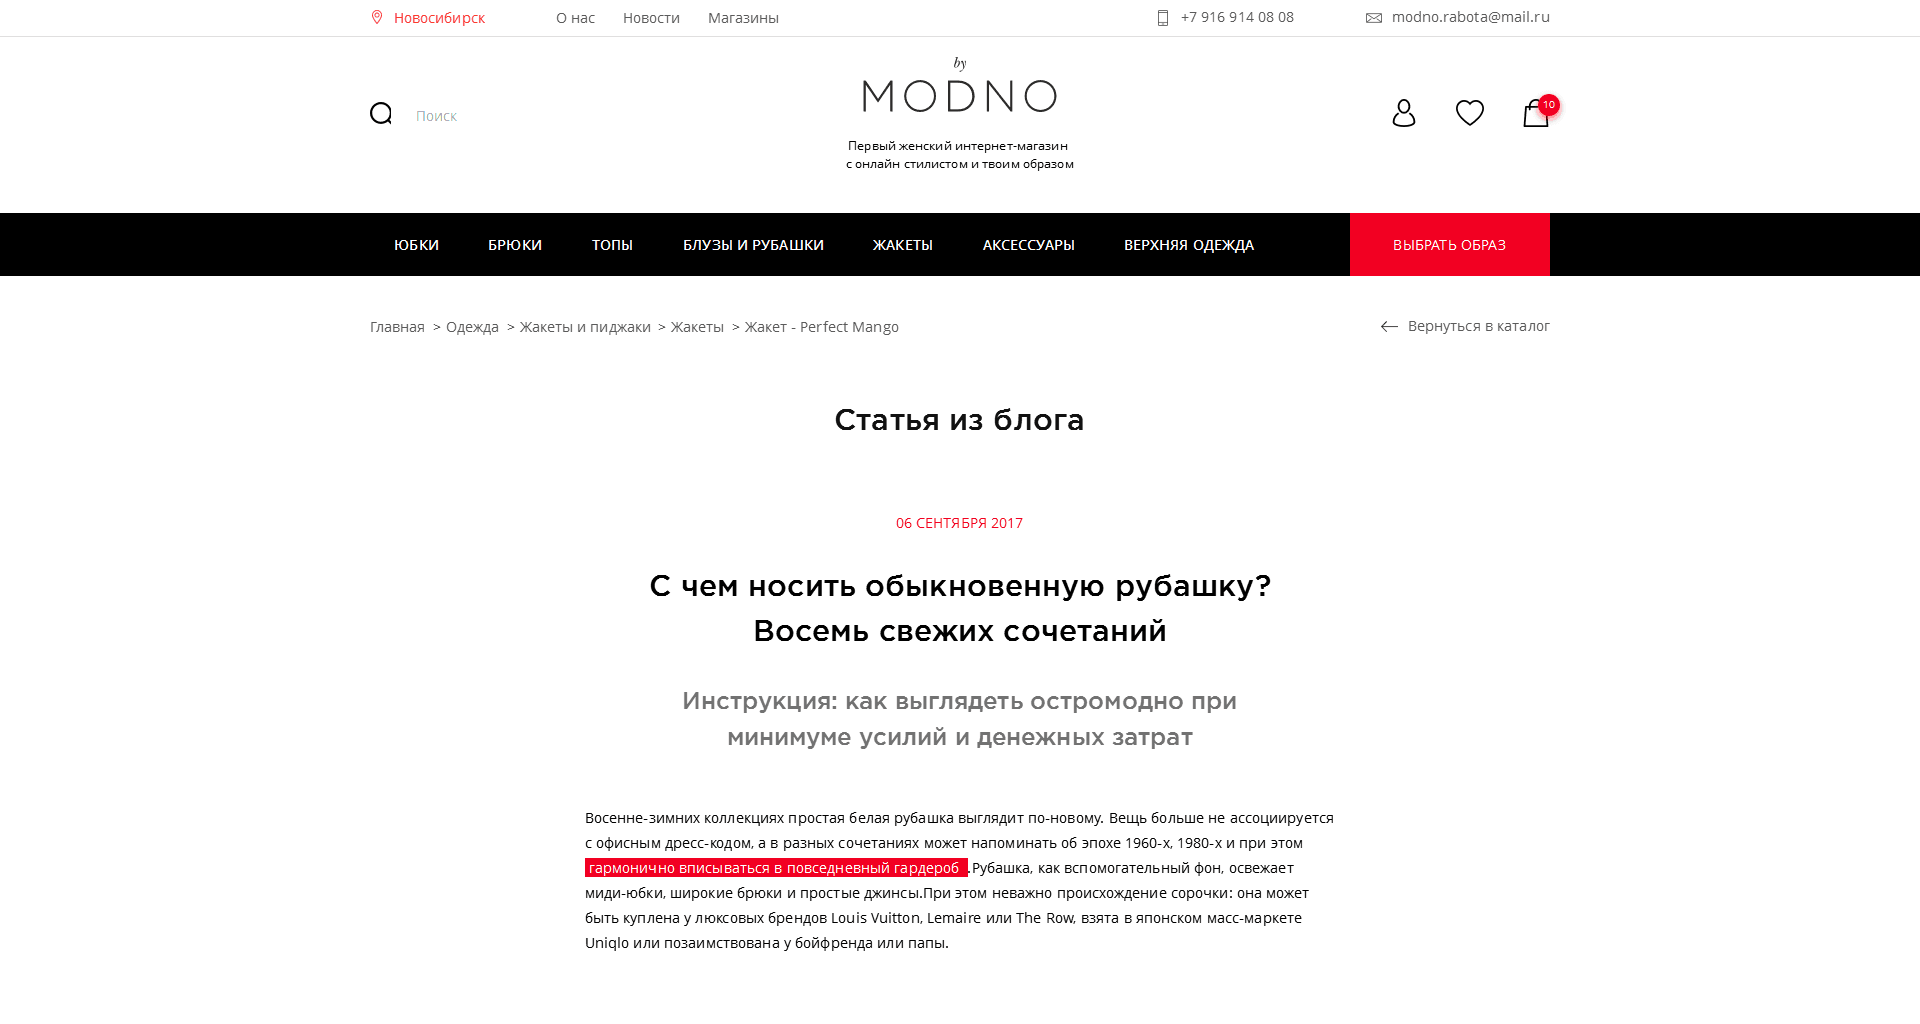 Новосибирск О нас Новости Магазины +7 916 914 08 08 modno.rabota@mail.ru
by
MODNO
Поиск
10
Первый женский интернет-магазин
с онлайн стилистом и твоим образом
ЮБКИ БРЮКИ ТОПЫ БЛУЗЫ И РУБАШКИ ЖАКЕТЫ АКСЕССУАРЫ ВЕРХНЯЯ ОДЕЖДА ВЫБРАТЬ ОБРАЗ
Главная > Одежда > Жакеты и пиджаки > Жакеты > Жакет - Perfect Mango Вернуться в каталог
Статья из блога
06 СЕНТЯБРЯ 2017
С чем носить обыкновенную рубашку?
Восемь свежих сочетаний
Инструкция: как выглядеть остромодно при
минимуме усилий и денежных затрат
Восенне-зимних коллекциях простая белая рубашка выглядит по-новому. Вещь больше не ассоциируется
с офисным дресс-кодом, а в разных сочетаниях может напоминать об эпохе 1960-х, 1980-х и при этом
гармонично вписываться в повседневный гардероб .Рубашка, как вспомогательный фон, освежает
миди-юбки, широкие брюки и простые джинсы.При этом неважно происхождение сорочки: она может
быть куплена у люксовых брендов Louis Vuitton, Lemaire или The Row, взята в японском масс-маркете
Uniqlo или позаимствована у бойфренда или папы.